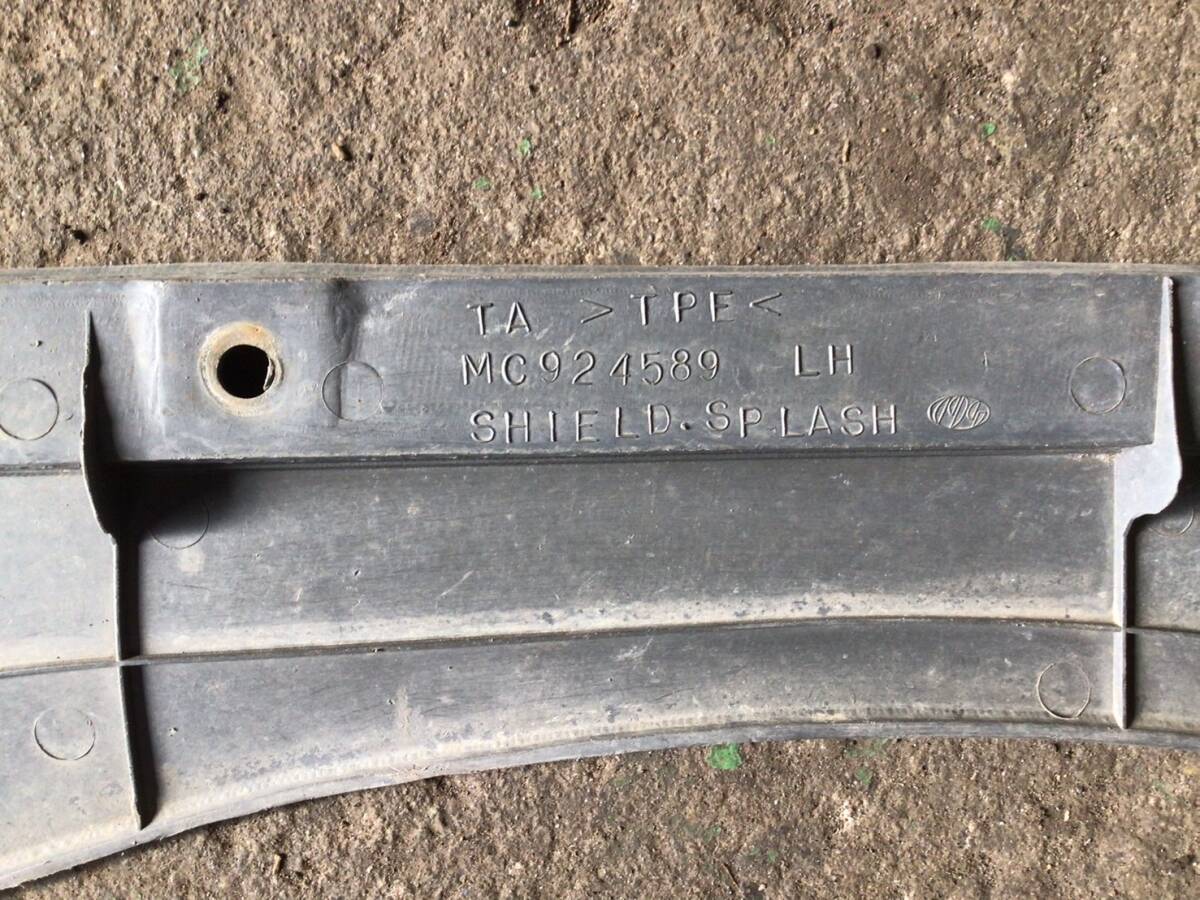 TA >TPE<
MC924589 LH
SHIELD.SPLASH